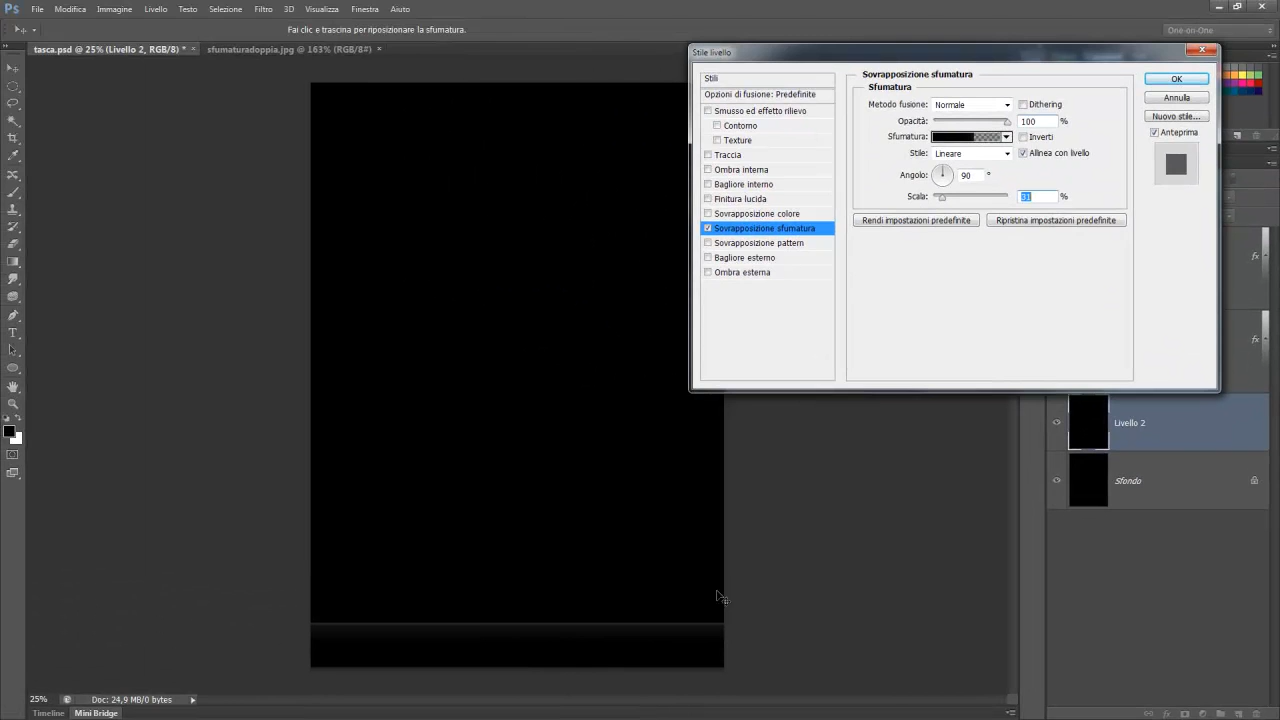 Ps File Modifica Immagine Livello Testo Selezione Filtro 3D Visualizza Finestra Aiuto
Fai clic e trascina per riposizionare la sfumatura.
One-on-One
tasca.psd @ 25% (Livello 2, RGB/8) * ×
sfumaturadoppia.jpg @ 163% (RGB/8#) ×
Stile livello
Stili
Opzioni di fusione: Predefinite
Smusso ed effetto rilievo
Contorno
Texture
Traccia
Ombra interna
Bagliore interno
Finitura lucida
Sovrapposizione colore
Sovrapposizione sfumatura
Sovrapposizione pattern
Bagliore esterno
Ombra esterna
Sovrapposizione sfumatura
Sfumatura
Metodo fusione: Normale Dithering
Opacità: 100 %
Sfumatura: Inverti
Stile: Lineare Allinea con livello
Angolo: 90 °
Scala: 31 %
Rendi impostazioni predefinite Ripristina impostazioni predefinite
OK
Annulla
Nuovo stile...
Anteprima
fx
fx
Livello 2
Sfondo
25% Doc: 24,9 MB/0 bytes
Timeline Mini Bridge